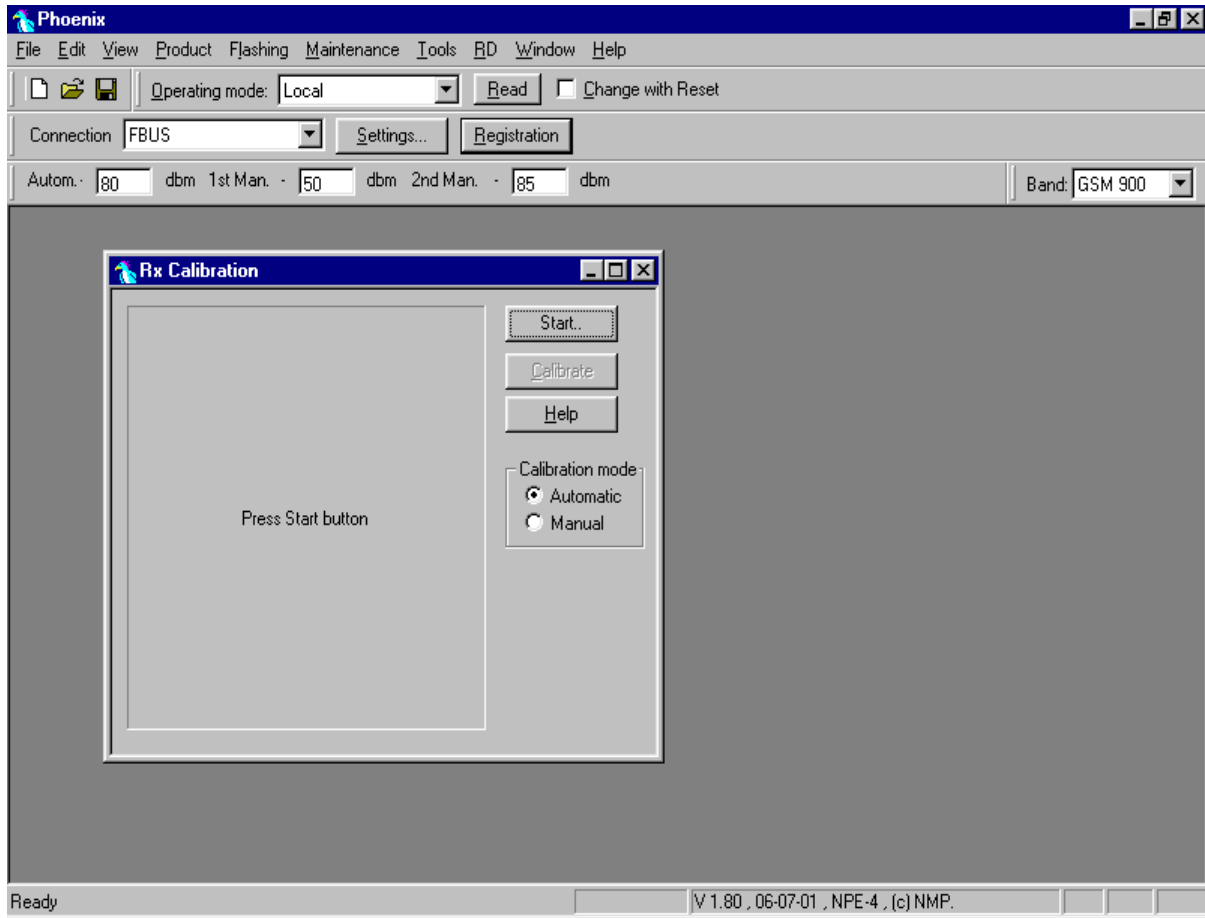 Phoenix
File Edit View Product Flashing Maintenance Tools RD Window Help
Operating mode: Local Read Change with Reset
Connection FBUS Settings... Registration
Autom. - 80 dbm 1st Man. - 50 dbm 2nd Man. - 85 dbm Band: GSM 900
Rx Calibration
Start..
Calibrate
Help
Calibration mode
Automatic
Press Start button
Manual
Ready V 1.80 , 06-07-01 , NPE-4 , (c) NMP.